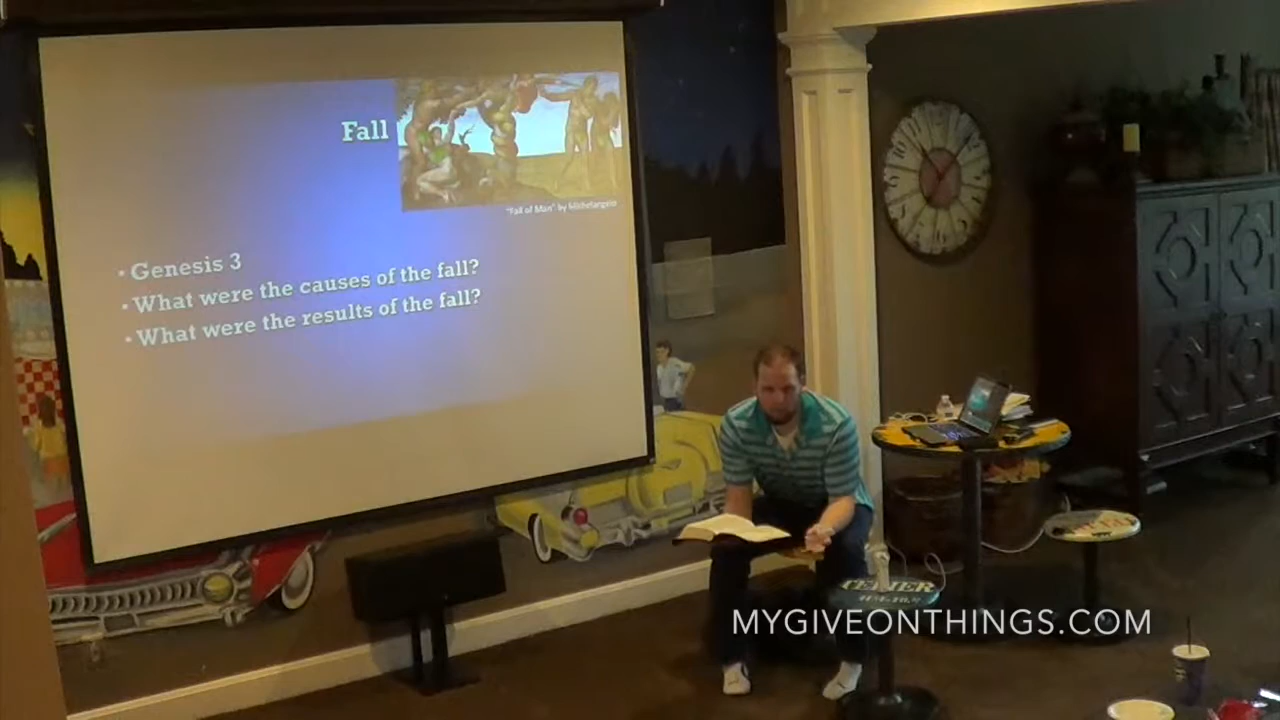 Fall
"Fall of Man" by Michelangelo
• Genesis 3
• What were the causes of the fall?
• What were the results of the fall?
MYGIVEONTHINGS.COM